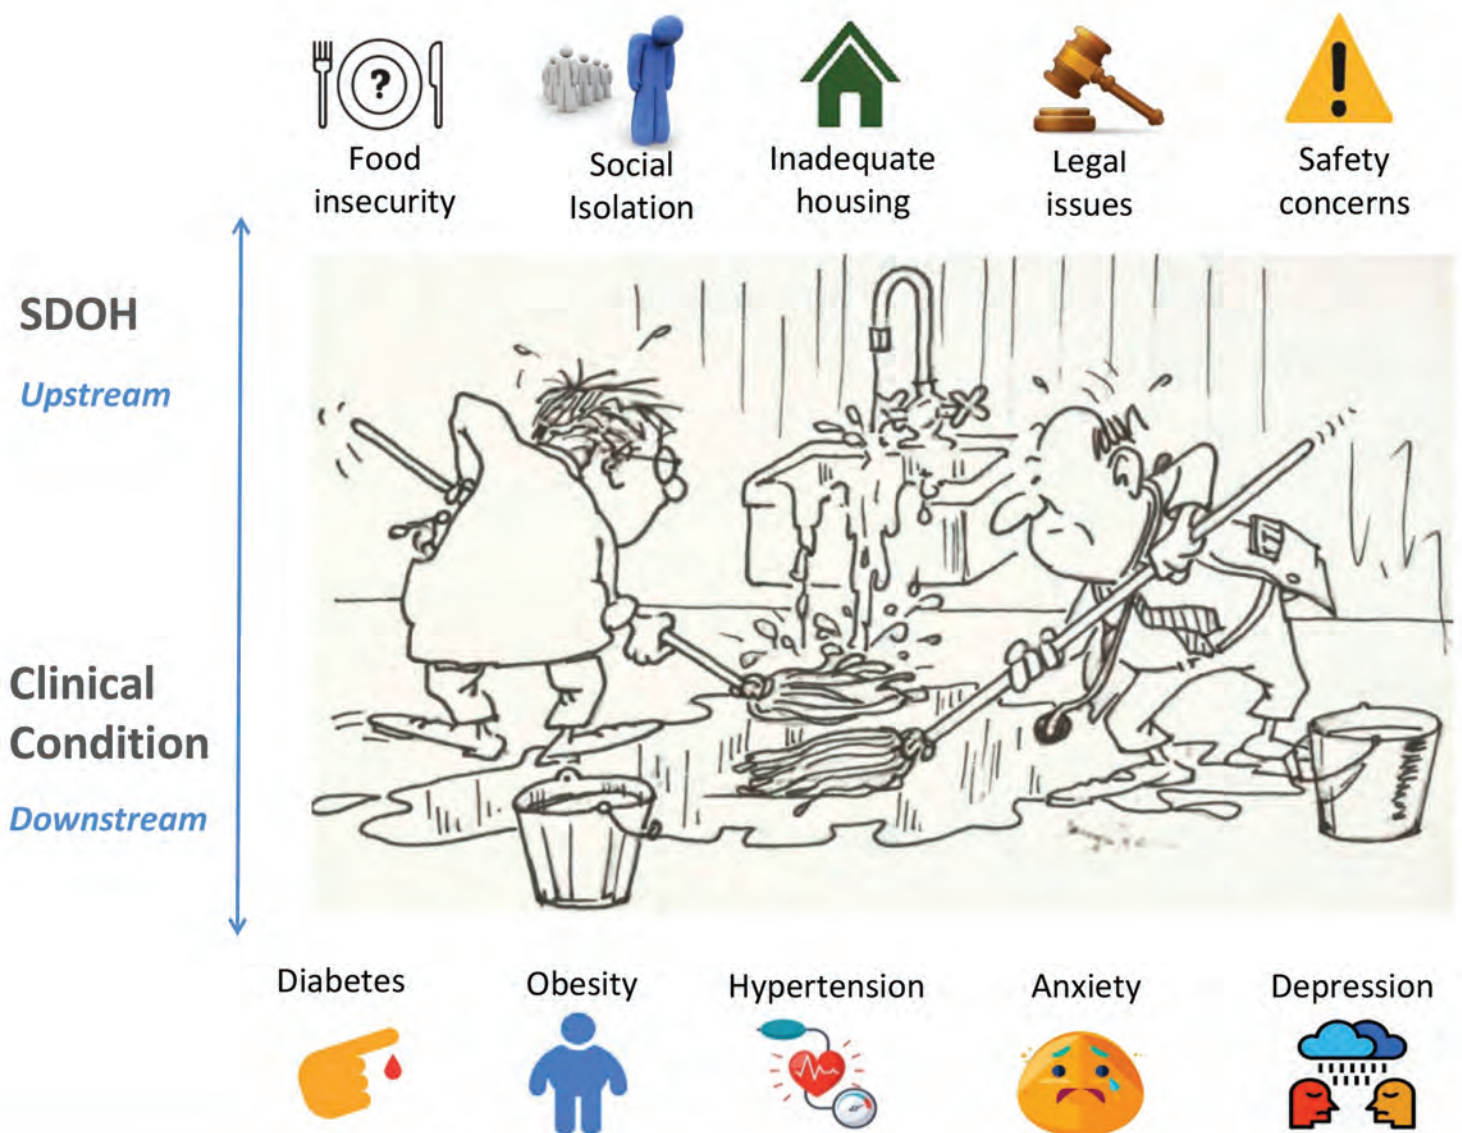 ?
Food
insecurity
Social
Isolation
Inadequate
housing
Legal
issues
!
Safety
concerns
SDOH
Upstream
Clinical
Condition
Downstream
Diabetes
Obesity
Hypertension
Anxiety
Depression